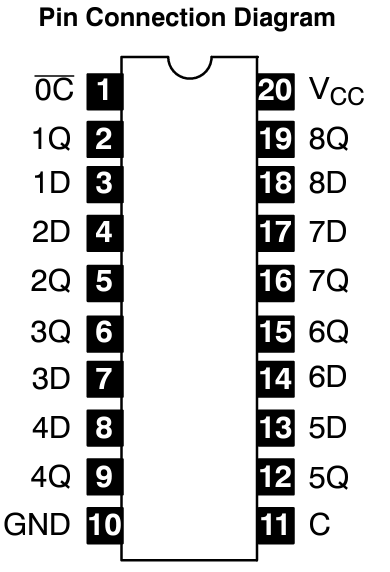 Pin Connection Diagram
0C 1 20 VCC
1Q 2 19 8Q
1D 3 18 8D
2D 4 17 7D
2Q 5 16 7Q
3Q 6 15 6Q
3D 7 14 6D
4D 8 13 5D
4Q 9 12 5Q
GND 10 11 C